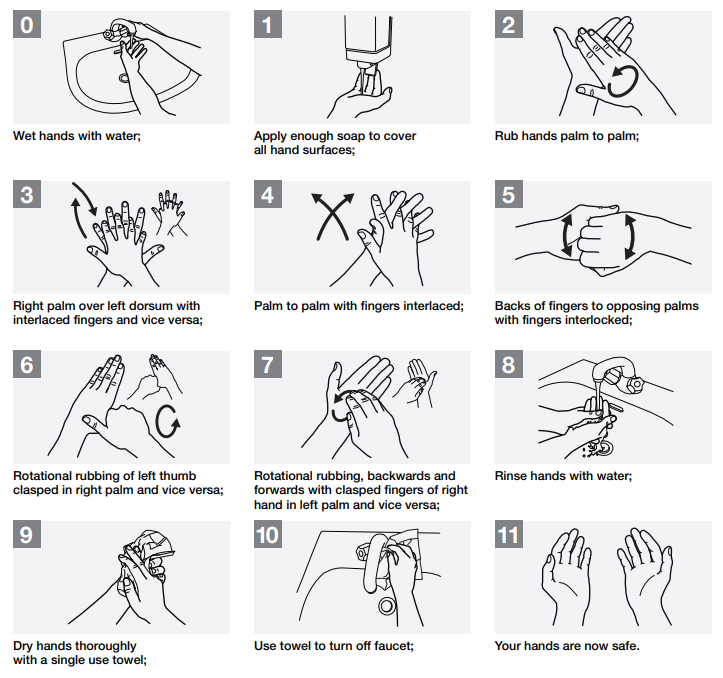 0
Wet hands with water;
1
Apply enough soap to cover
all hand surfaces;
2
Rub hands palm to palm;
3
Right palm over left dorsum with
interlaced fingers and vice versa;
4
Palm to palm with fingers interlaced;
5
Backs of fingers to opposing palms
with fingers interlocked;
6
Rotational rubbing of left thumb
clasped in right palm and vice versa;
7
Rotational rubbing, backwards and
forwards with clasped fingers of right
hand in left palm and vice versa;
8
Rinse hands with water;
9
Dry hands thoroughly
with a single use towel;
10
Use towel to turn off faucet;
11
Your hands are now safe.